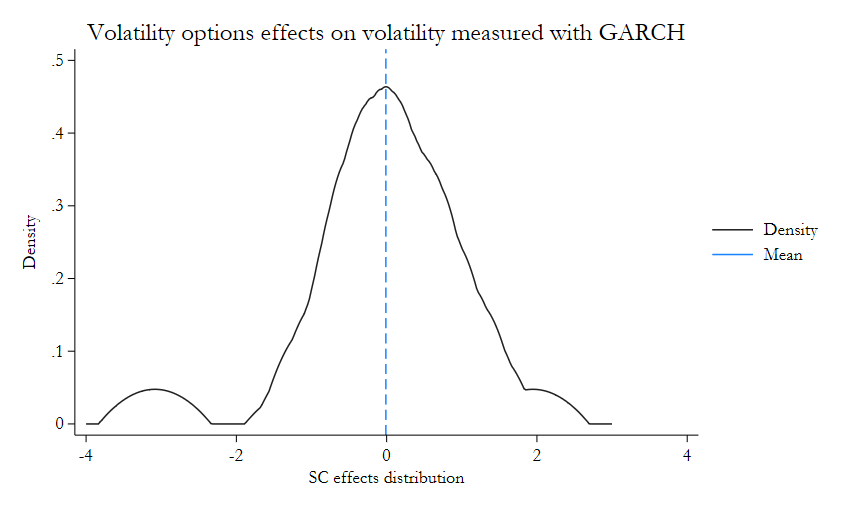 Volatility options effects on volatility measured with GARCH
.5
.4
.3
.2
.1
0
Density
-4
-2
0
2
4
SC effects distribution
Density
Mean